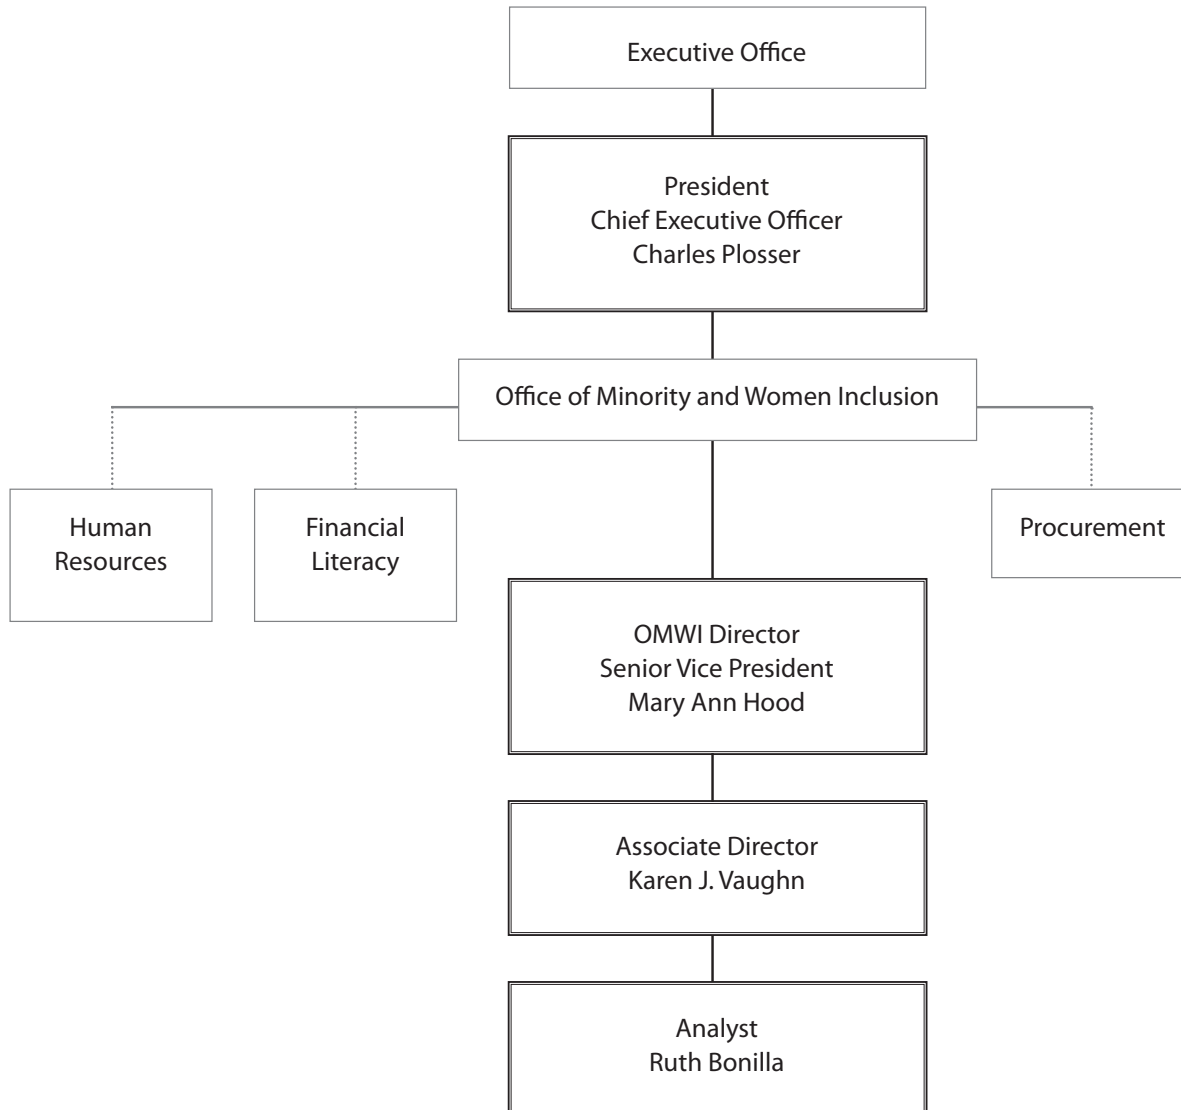 Executive Office
President
Chief Executive Officer
Charles Plosser
Office of Minority and Women Inclusion
Human
Resources
Financial
Literacy
Procurement
OMWI Director
Senior Vice President
Mary Ann Hood
Associate Director
Karen J. Vaughn
Analyst
Ruth Bonilla